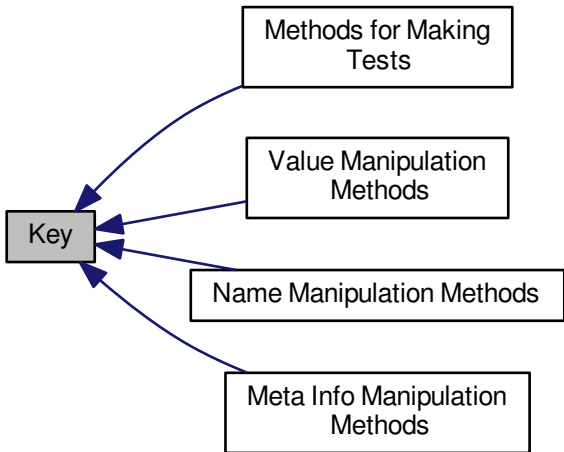 Methods for Making
Tests
Value Manipulation
Methods
Key
Name Manipulation Methods
Meta Info Manipulation
Methods